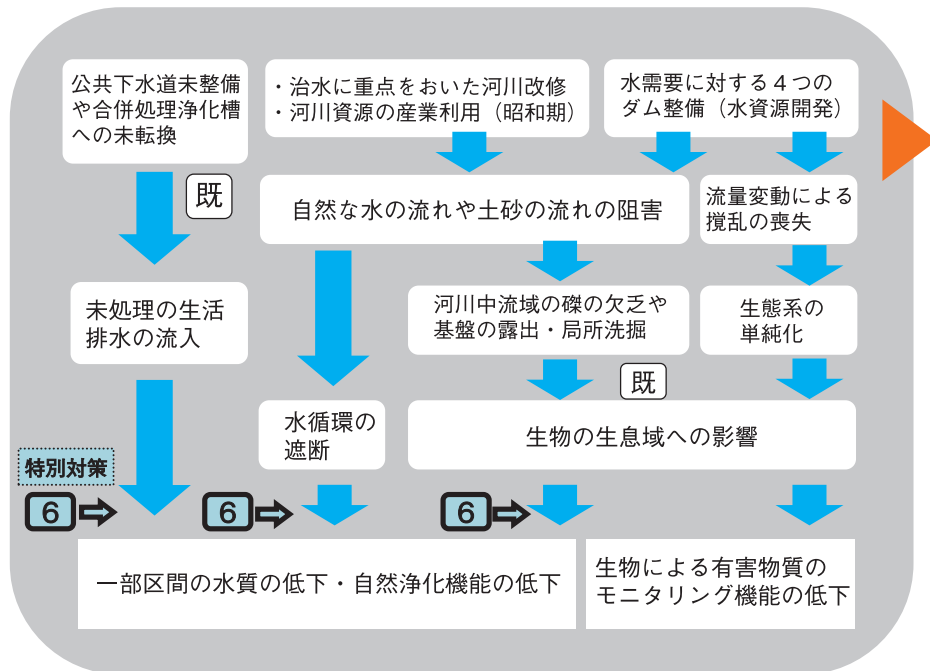 公共下水道未整備
や合併処理浄化槽
への未転換
・治水に重点をおいた河川改修
・河川資源の産業利用（昭和期）
水需要に対する４つの
ダム整備（水資源開発）
既
自然な水の流れや土砂の流れの阻害
流量変動による
撹乱の喪失
未処理の生活
排水の流入
河川中流域の礫の欠乏や
基盤の露出・局所洗掘
生態系の
単純化
既
水循環の
遮断
生物の生息域への影響
特別対策
6
6
6
一部区間の水質の低下・自然浄化機能の低下
生物による有害物質の
モニタリング機能の低下